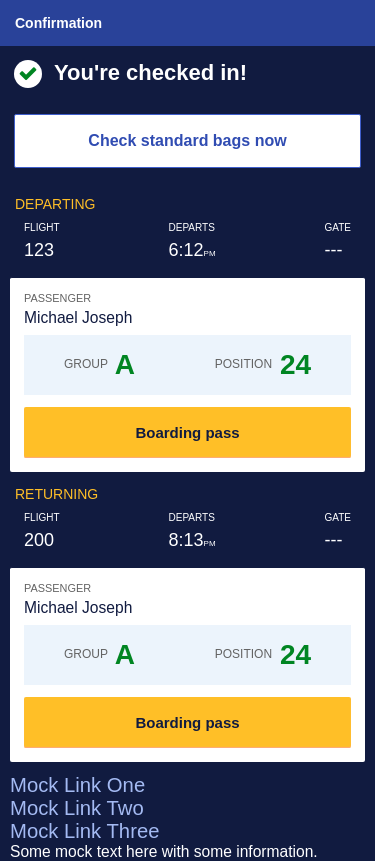 Confirmation
You're checked in!
Check standard bags now
DEPARTING
FLIGHT DEPARTS GATE
123 6:12PM ---
PASSENGER
Michael Joseph
GROUP A POSITION 24
Boarding pass
RETURNING
FLIGHT DEPARTS GATE
200 8:13PM ---
PASSENGER
Michael Joseph
GROUP A POSITION 24
Boarding pass
Mock Link One
Mock Link Two
Mock Link Three
Some mock text here with some information.